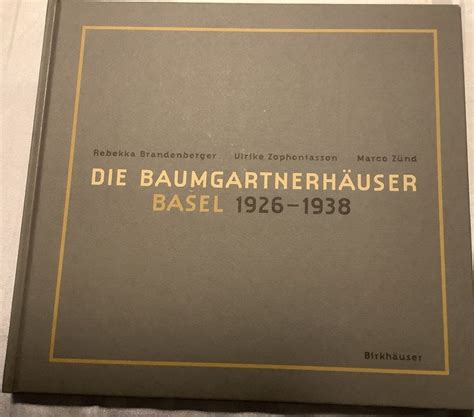 Rebekka Brandenberger Ulrike Zophoniasson Marco Zünd
DIE BAUMGARTNERHÄUSER
BASEL 1926–1938
Birkhäuser